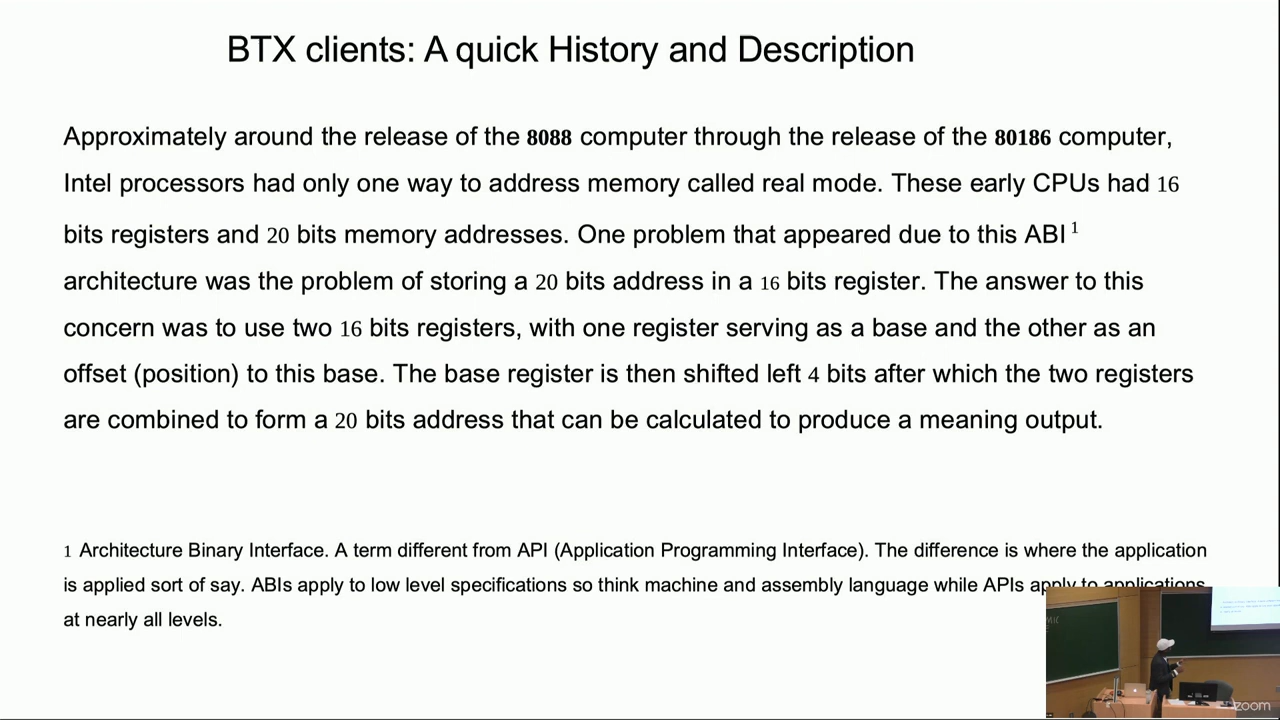 BTX clients: A quick History and Description
Approximately around the release of the 8088 computer through the release of the 80186 computer,
Intel processors had only one way to address memory called real mode. These early CPUs had 16
bits registers and 20 bits memory addresses. One problem that appeared due to this ABI 1
architecture was the problem of storing a 20 bits address in a 16 bits register. The answer to this
concern was to use two 16 bits registers, with one register serving as a base and the other as an
offset (position) to this base. The base register is then shifted left 4 bits after which the two registers
are combined to form a 20 bits address that can be calculated to produce a meaning output.
1 Architecture Binary Interface. A term different from API (Application Programming Interface). The difference is where the application
is applied sort of say. ABIs apply to low level specifications so think machine and assembly language while APIs apply to applications
at nearly all levels.
zoom